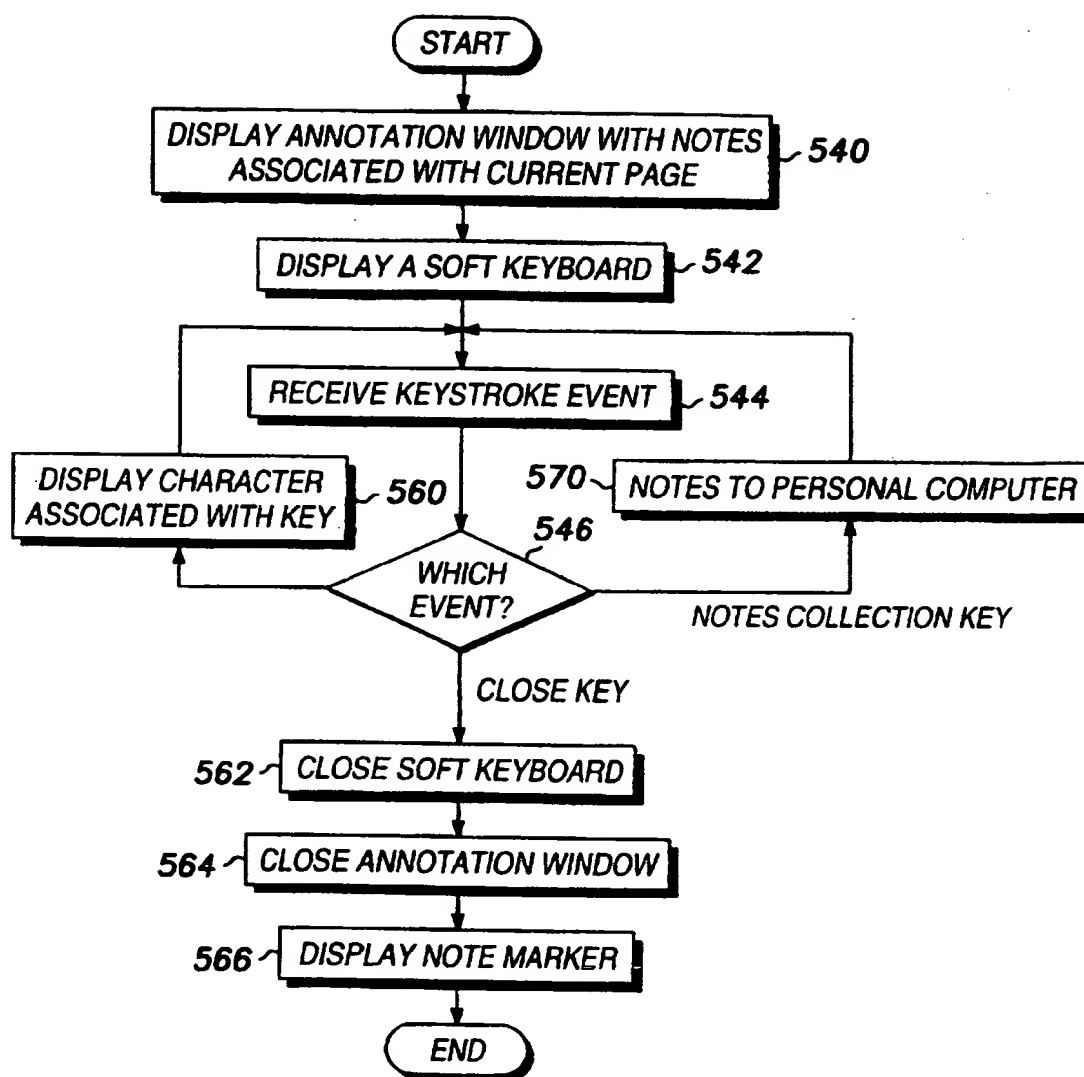 START
DISPLAY ANNOTATION WINDOW WITH NOTES
ASSOCIATED WITH CURRENT PAGE
540
DISPLAY A SOFT KEYBOARD
542
RECEIVE KEYSTROKE EVENT
544
DISPLAY CHARACTER
ASSOCIATED WITH KEY
560
570
NOTES TO PERSONAL COMPUTER
546
WHICH
EVENT?
NOTES COLLECTION KEY
CLOSE KEY
562
CLOSE SOFT KEYBOARD
564
CLOSE ANNOTATION WINDOW
566
DISPLAY NOTE MARKER
END